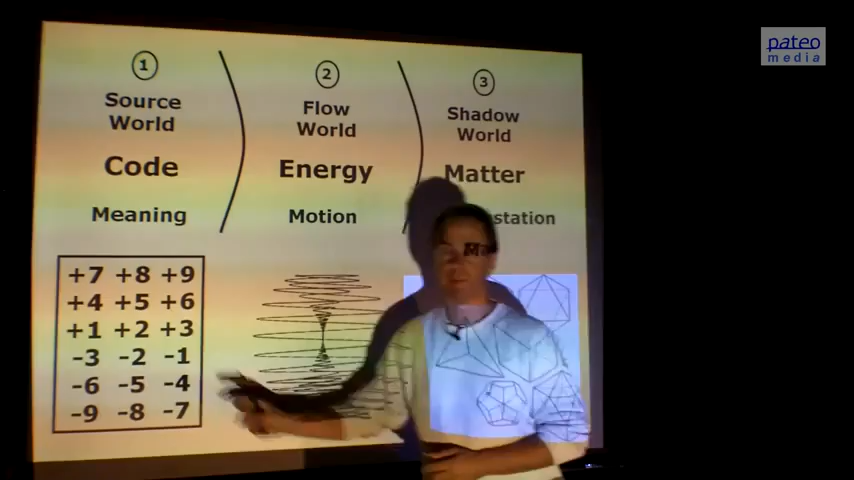 pateo
media
1
Source
World
Code
Meaning
2
Flow
World
Energy
Motion
3
Shadow
World
Matter
station
+7 +8 +9
+4 +5 +6
+1 +2 +3
-3 -2 -1
-6 -5 -4
-9 -8 -7